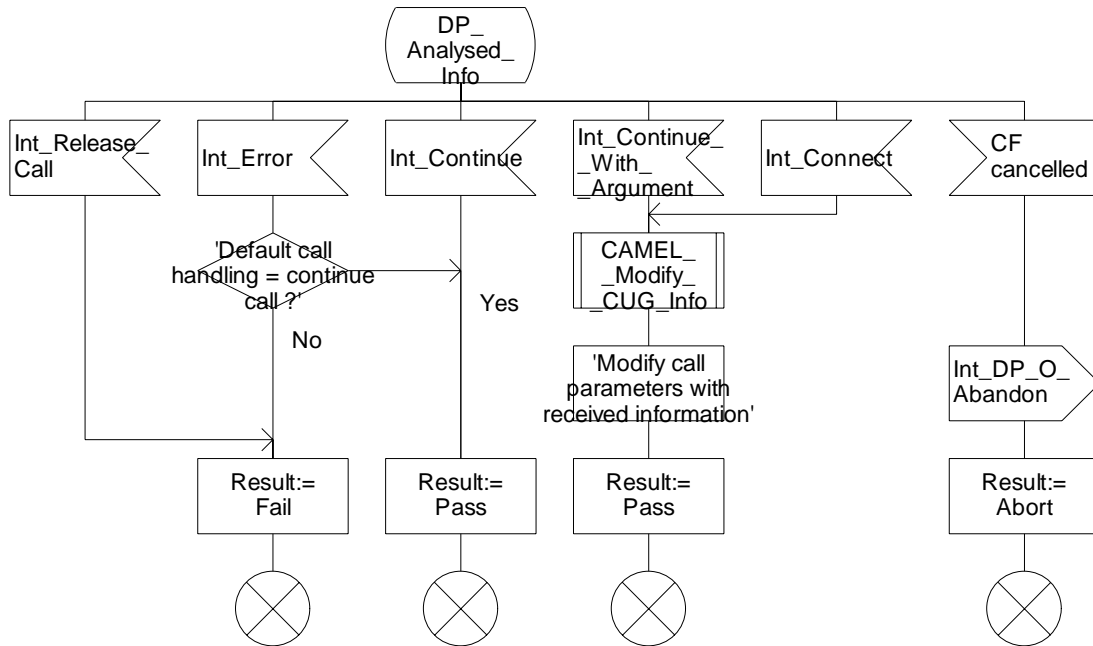 DP_
Analysed_
Info
Int_Release_
Call
Int_Error
Int_Continue
Int_Continue_
_With_
_Argument
Int_Connect
CF
cancelled
'Default call
handling = continue
call ?'
Yes
No
CAMEL_
_Modify_
_CUG_Info
'Modify call
parameters with
received information'
Int_DP_O_
Abandon
Result:=
Fail
Result:=
Pass
Result:=
Pass
Result:=
Abort